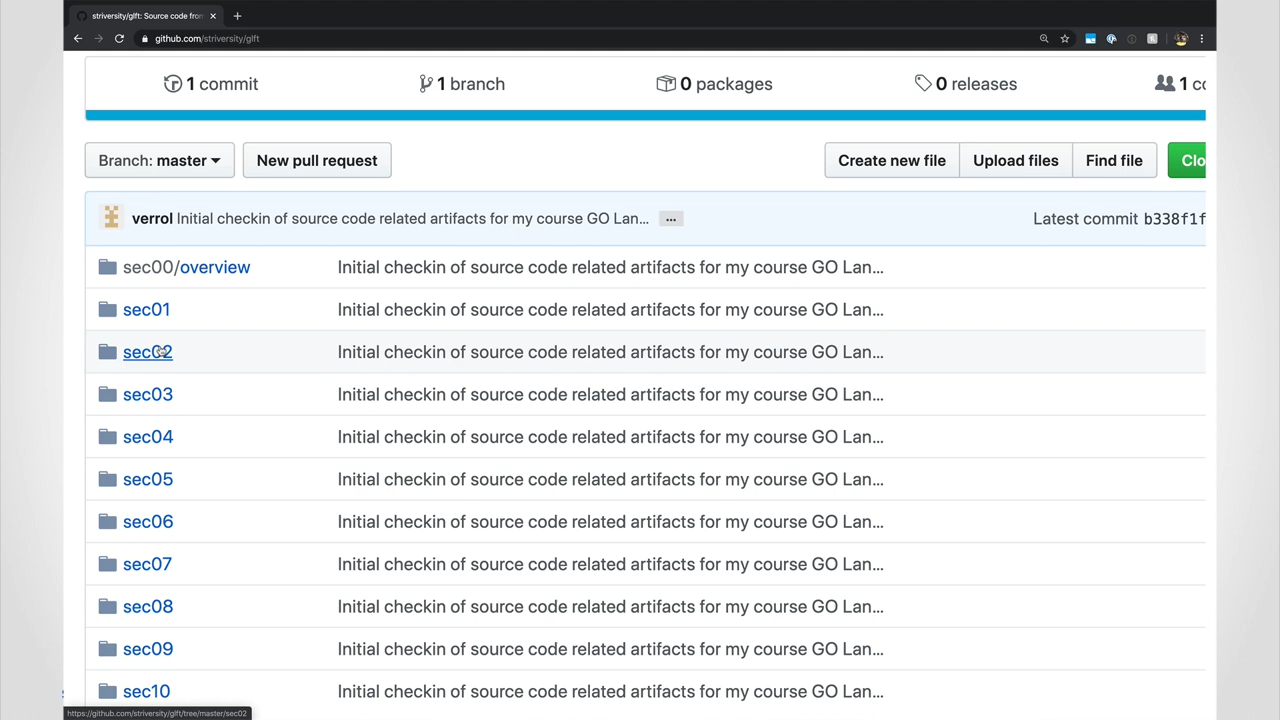 striversity/glft: Source code from
github.com/striversity/glft
1 commit
1 branch
0 packages
0 releases
1 co
Branch: master
New pull request
Create new file
Upload files
Find file
Clo
verrol Initial checkin of source code related artifacts for my course GO Lan… ...
Latest commit b338f1f
sec00/overview Initial checkin of source code related artifacts for my course GO Lan…
sec01 Initial checkin of source code related artifacts for my course GO Lan…
sec02 Initial checkin of source code related artifacts for my course GO Lan…
sec03 Initial checkin of source code related artifacts for my course GO Lan…
sec04 Initial checkin of source code related artifacts for my course GO Lan…
sec05 Initial checkin of source code related artifacts for my course GO Lan…
sec06 Initial checkin of source code related artifacts for my course GO Lan…
sec07 Initial checkin of source code related artifacts for my course GO Lan…
sec08 Initial checkin of source code related artifacts for my course GO Lan…
sec09 Initial checkin of source code related artifacts for my course GO Lan…
sec10 Initial checkin of source code related artifacts for my course GO Lan…
https://github.com/striversity/glft/tree/master/sec02